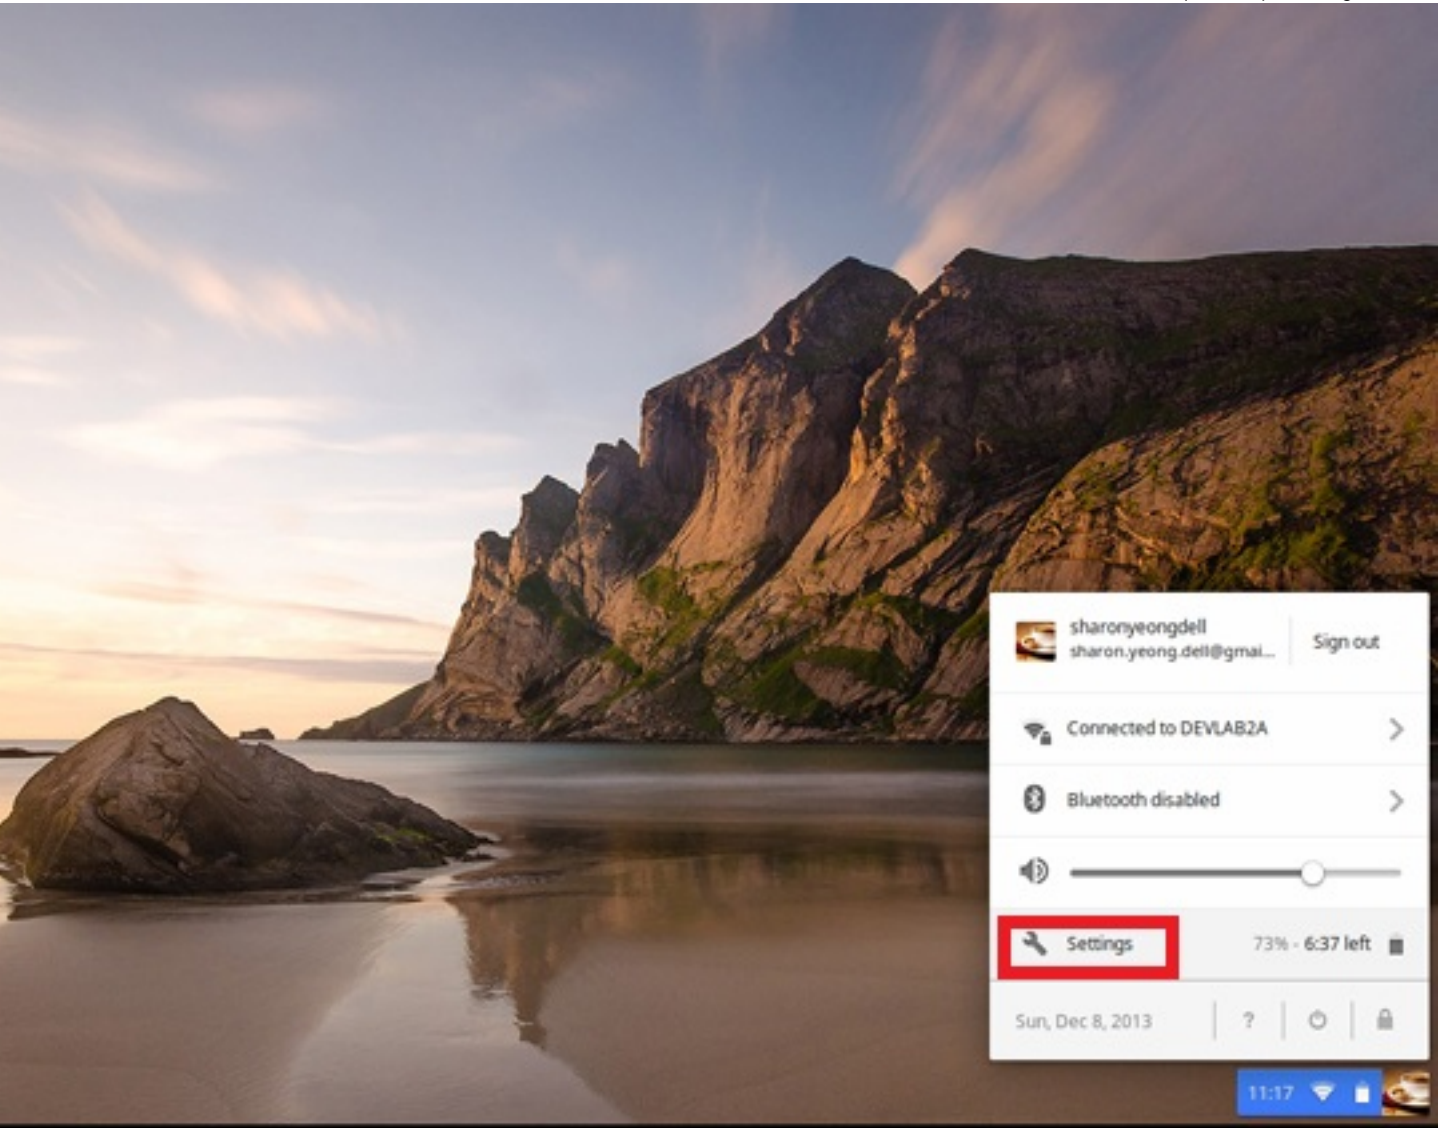 sharonyeongdell
sharon.yeong.dell@gmai...
Sign out
Connected to DEVLAB2A
Bluetooth disabled
Settings
73% - 6:37 left
Sun, Dec 8, 2013
?
11:17